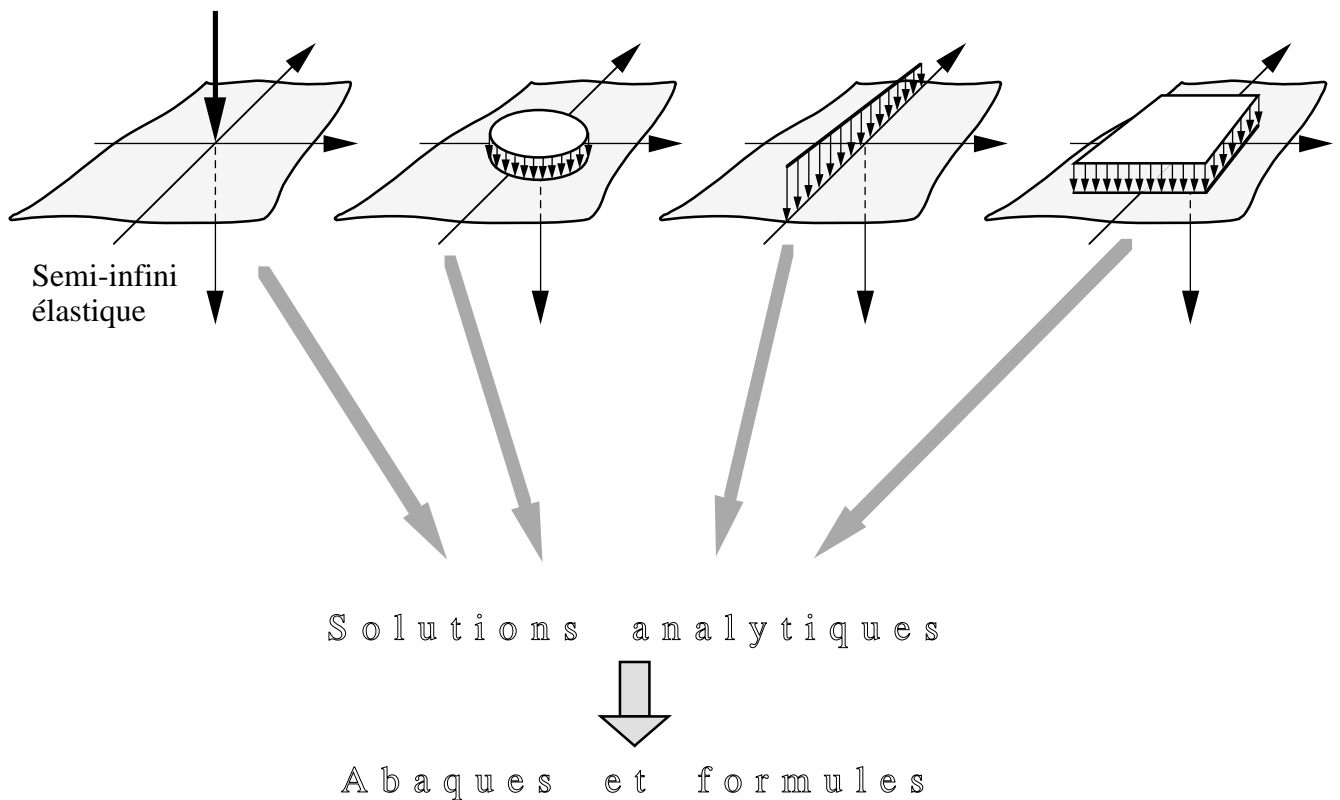 Semi-infini
élastique
Solutions analytiques
Abaques et formules